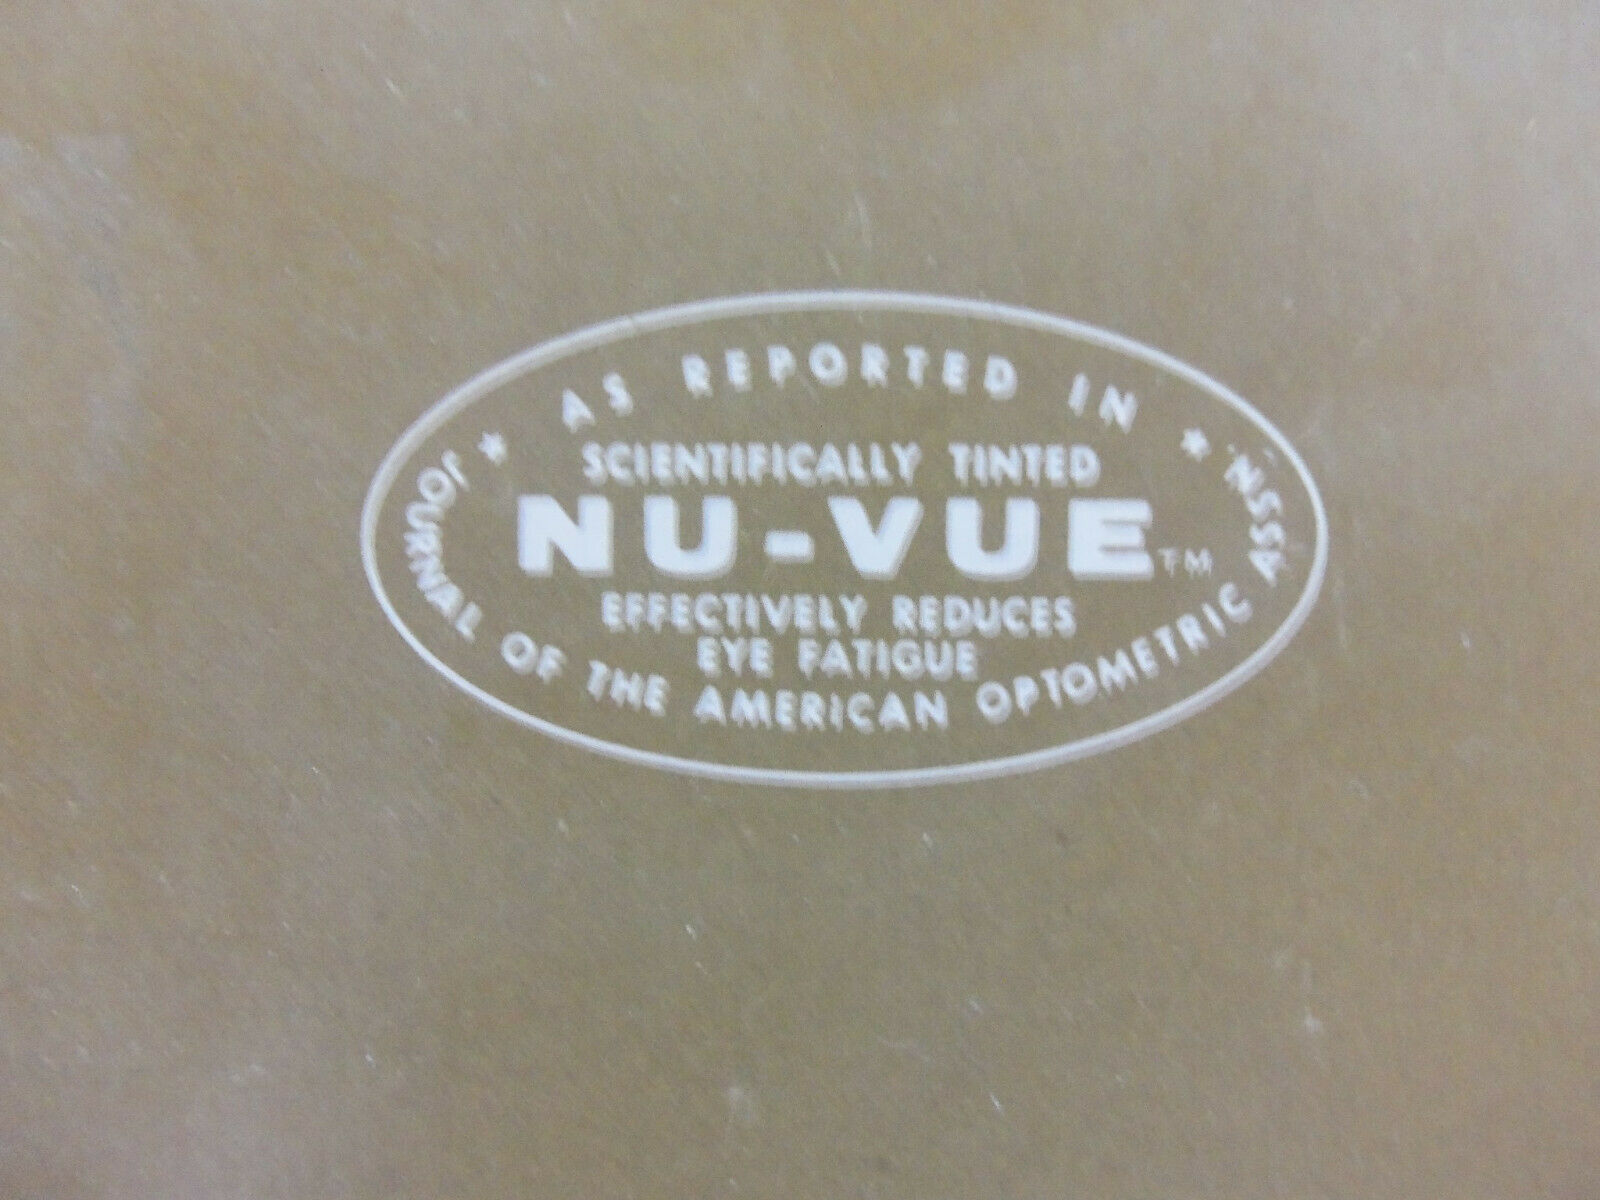 ★ AS REPORTED IN ★
SCIENTIFICALLY TINTED
NU-VUE TM
EFFECTIVELY REDUCES
EYE FATIGUE
JOURNAL OF THE AMERICAN OPTOMETRIC ASSN.